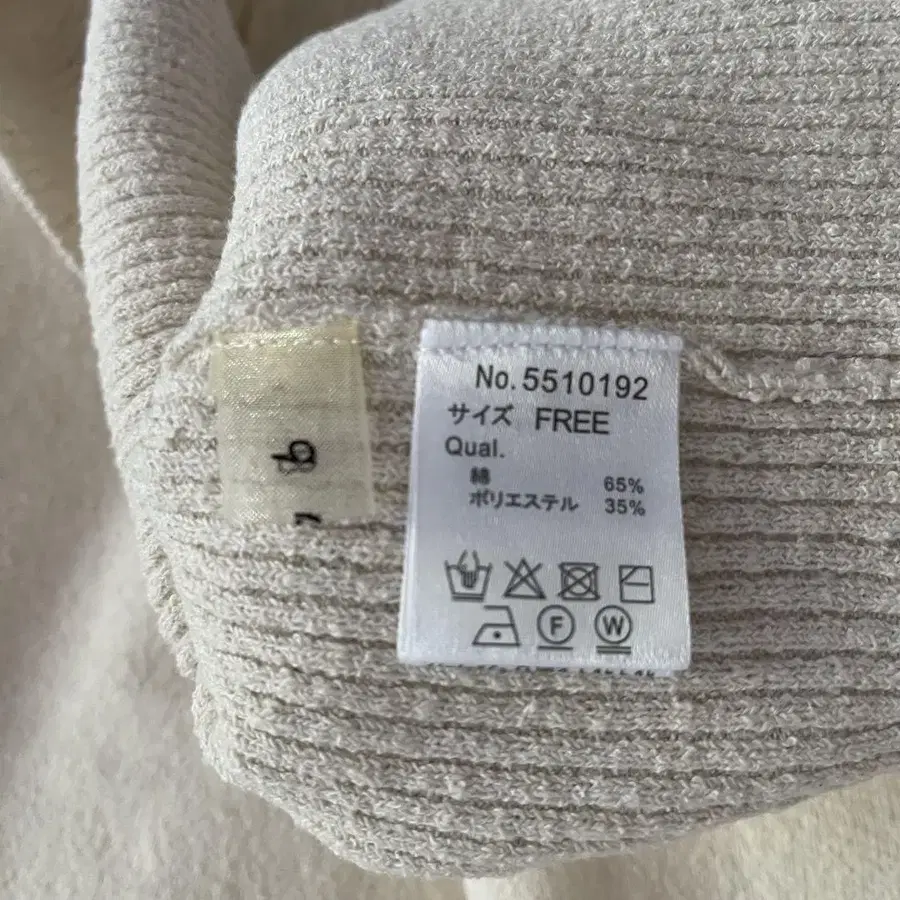 No. 5510192
サイズ FREE
Qual.
綿 65%
ポリエステル 35%
F W